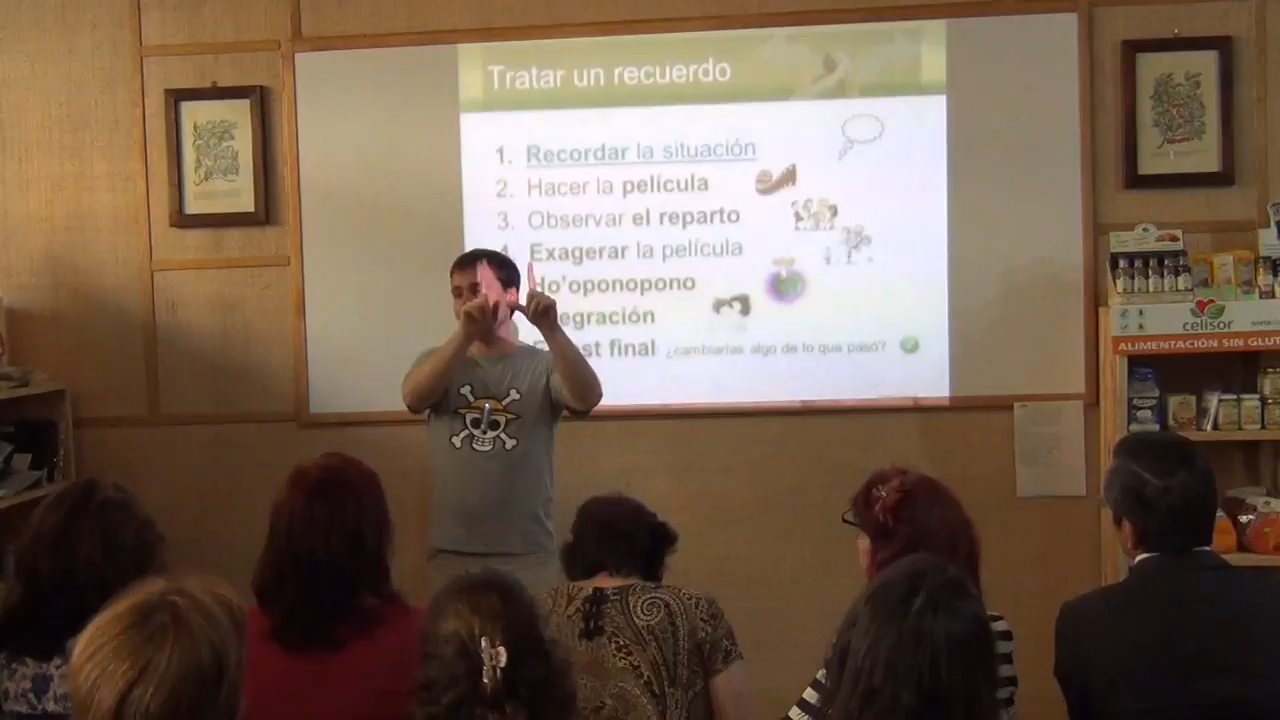 Tratar un recuerdo
1. Recordar la situación
2. Hacer la película
3. Observar el reparto
4. Exagerar la película
Ho'oponopono
egración
st final ¿cambiarías algo de lo que pasó?
celisor
ALIMENTACIÓN SIN GLUT